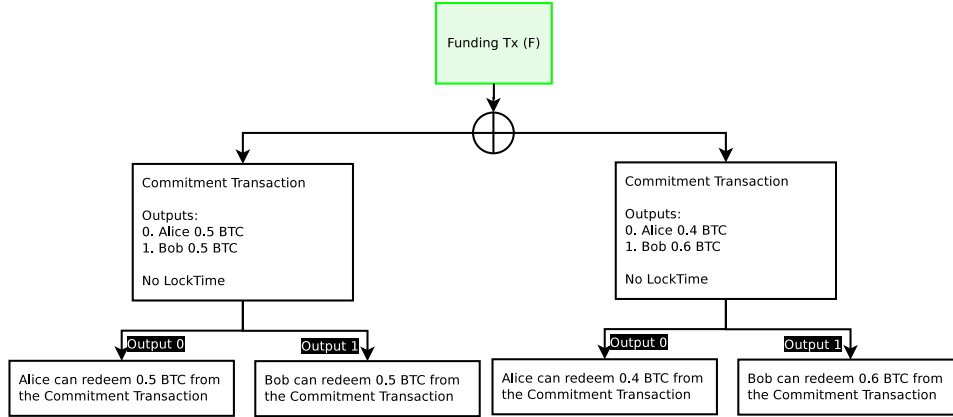 Funding Tx (F)
Commitment Transaction
Outputs:
0. Alice 0.5 BTC
1. Bob 0.5 BTC
No LockTime
Commitment Transaction
Outputs:
0. Alice 0.4 BTC
1. Bob 0.6 BTC
No LockTime
Output 0
Output 1
Output 0
Output 1
Alice can redeem 0.5 BTC from
the Commitment Transaction
Bob can redeem 0.5 BTC from
the Commitment Transaction
Alice can redeem 0.4 BTC from
the Commitment Transaction
Bob can redeem 0.6 BTC from
the Commitment Transaction